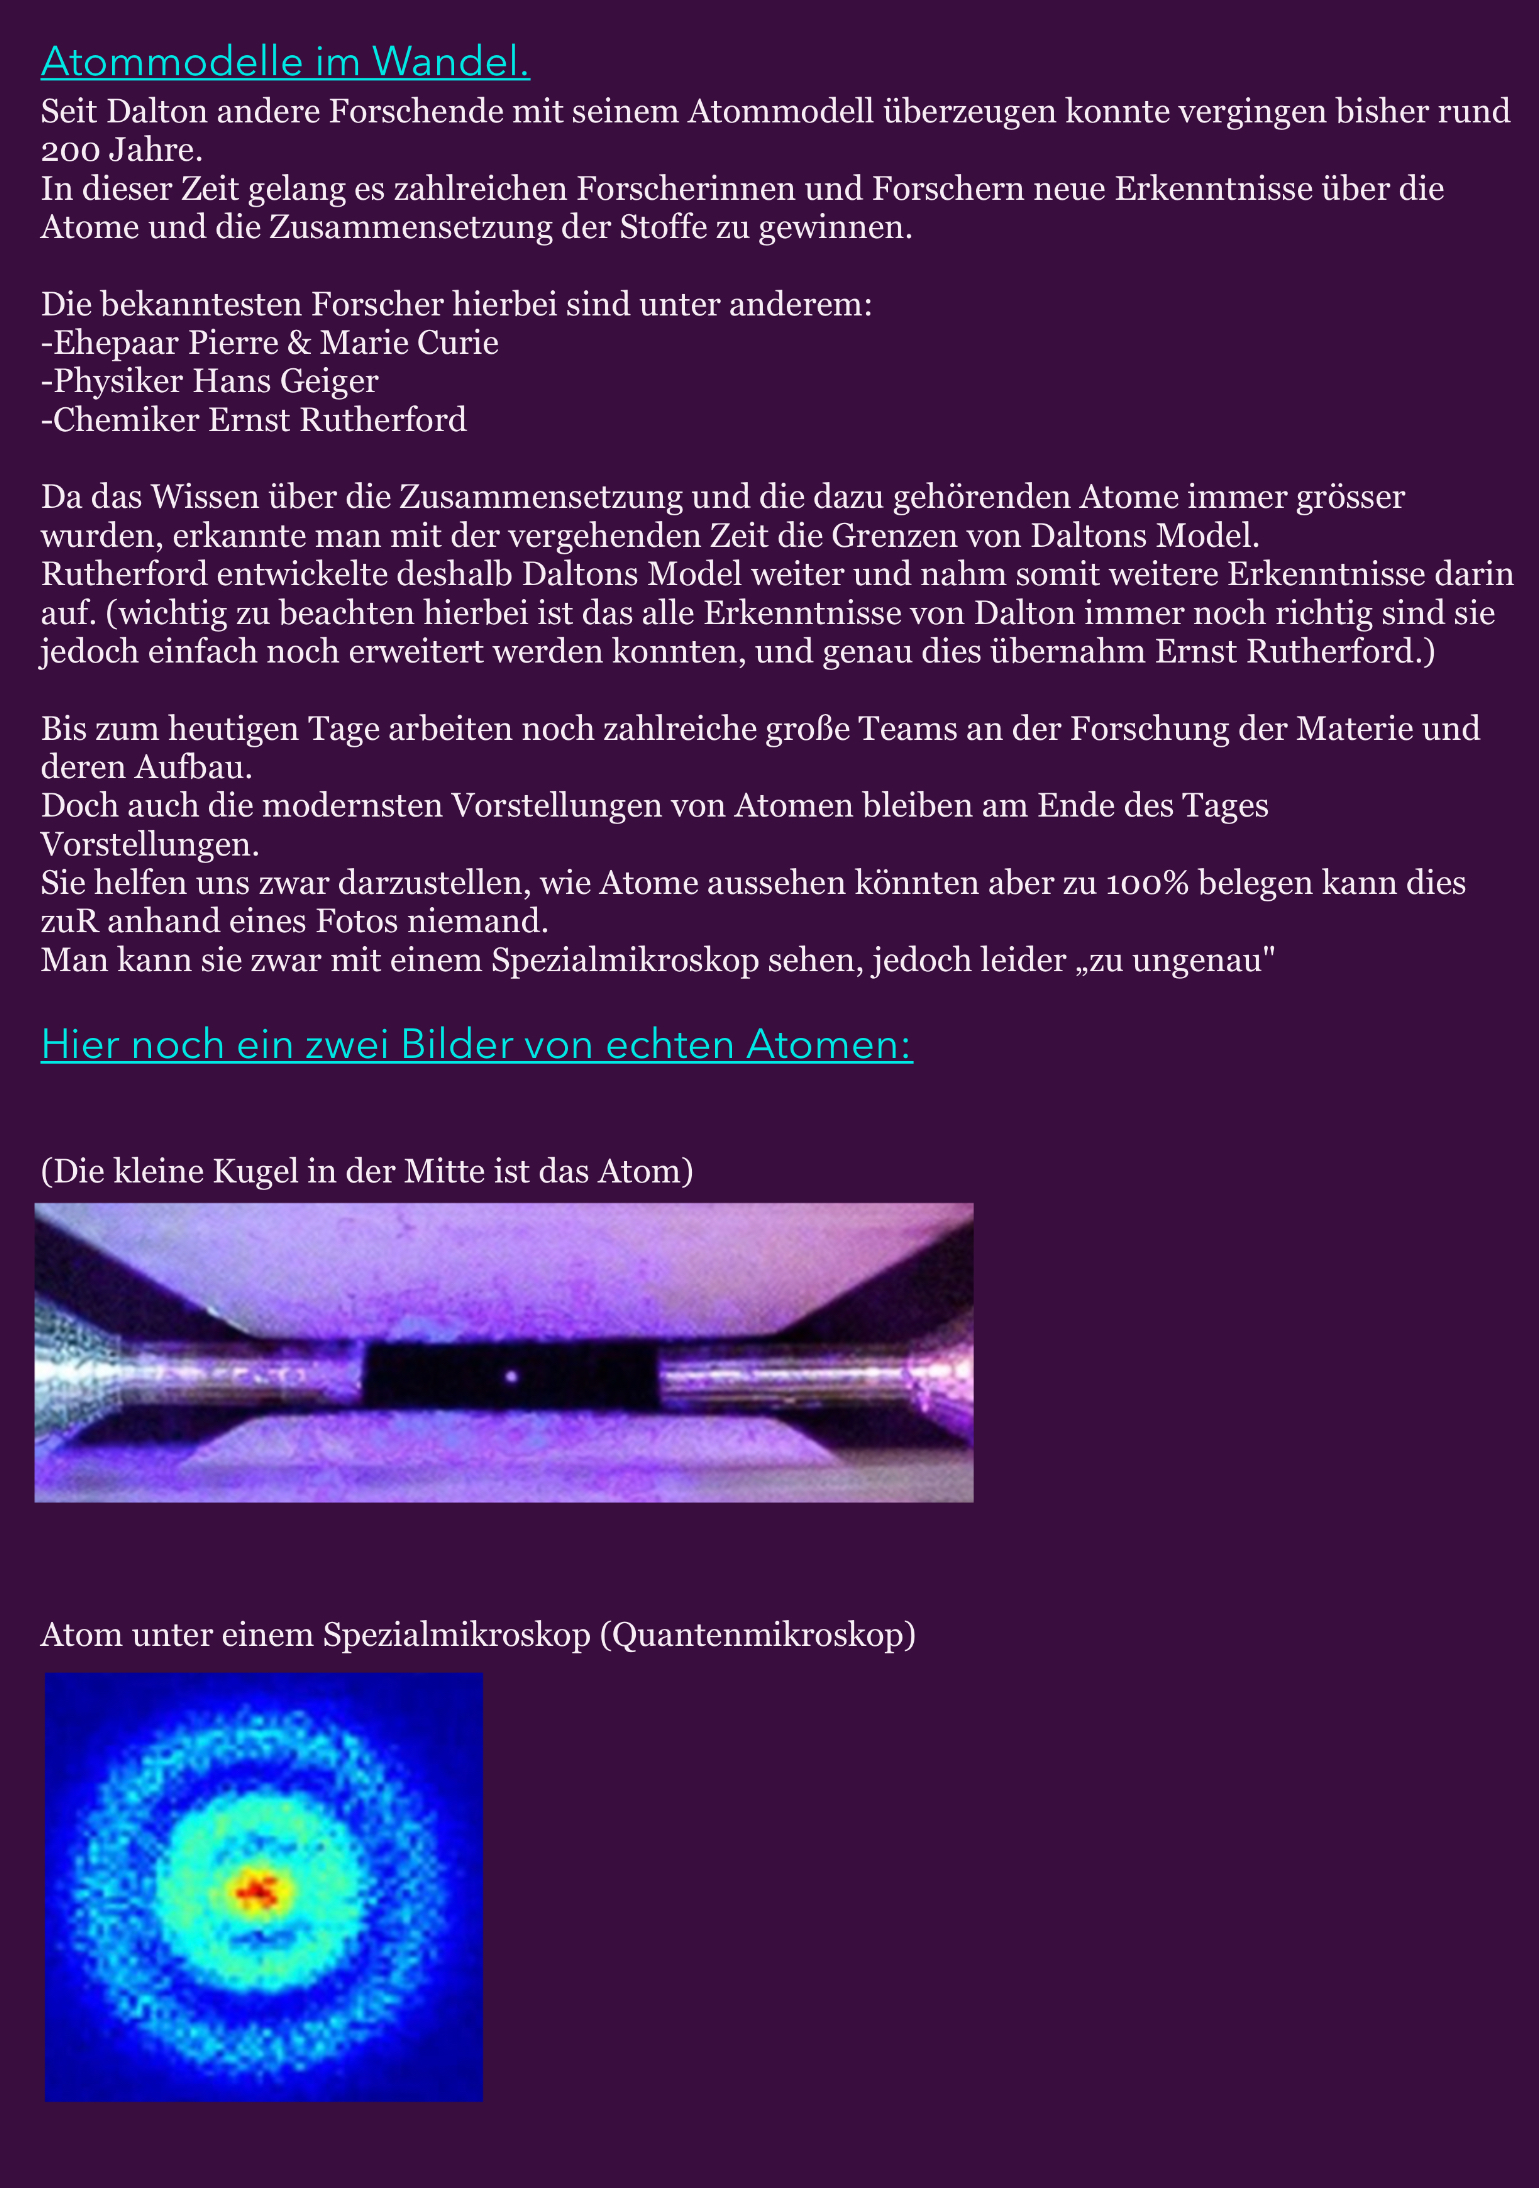 Atommodelle im Wandel.
Seit Dalton andere Forschende mit seinem Atommodell überzeugen konnte vergingen bisher rund
200 Jahre.
In dieser Zeit gelang es zahlreichen Forscherinnen und Forschern neue Erkenntnisse über die
Atome und die Zusammensetzung der Stoffe zu gewinnen.
Die bekanntesten Forscher hierbei sind unter anderem:
-Ehepaar Pierre & Marie Curie
-Physiker Hans Geiger
-Chemiker Ernst Rutherford
Da das Wissen über die Zusammensetzung und die dazu gehörenden Atome immer grösser
wurden, erkannte man mit der vergehenden Zeit die Grenzen von Daltons Model.
Rutherford entwickelte deshalb Daltons Model weiter und nahm somit weitere Erkenntnisse darin
auf. (wichtig zu beachten hierbei ist das alle Erkenntnisse von Dalton immer noch richtig sind sie
jedoch einfach noch erweitert werden konnten, und genau dies übernahm Ernst Rutherford.)
Bis zum heutigen Tage arbeiten noch zahlreiche große Teams an der Forschung der Materie und
deren Aufbau.
Doch auch die modernsten Vorstellungen von Atomen bleiben am Ende des Tages
Vorstellungen.
Sie helfen uns zwar darzustellen, wie Atome aussehen könnten aber zu 100% belegen kann dies
zuR anhand eines Fotos niemand.
Man kann sie zwar mit einem Spezialmikroskop sehen, jedoch leider „zu ungenau"
Hier noch ein zwei Bilder von echten Atomen:
(Die kleine Kugel in der Mitte ist das Atom)
Atom unter einem Spezialmikroskop (Quantenmikroskop)